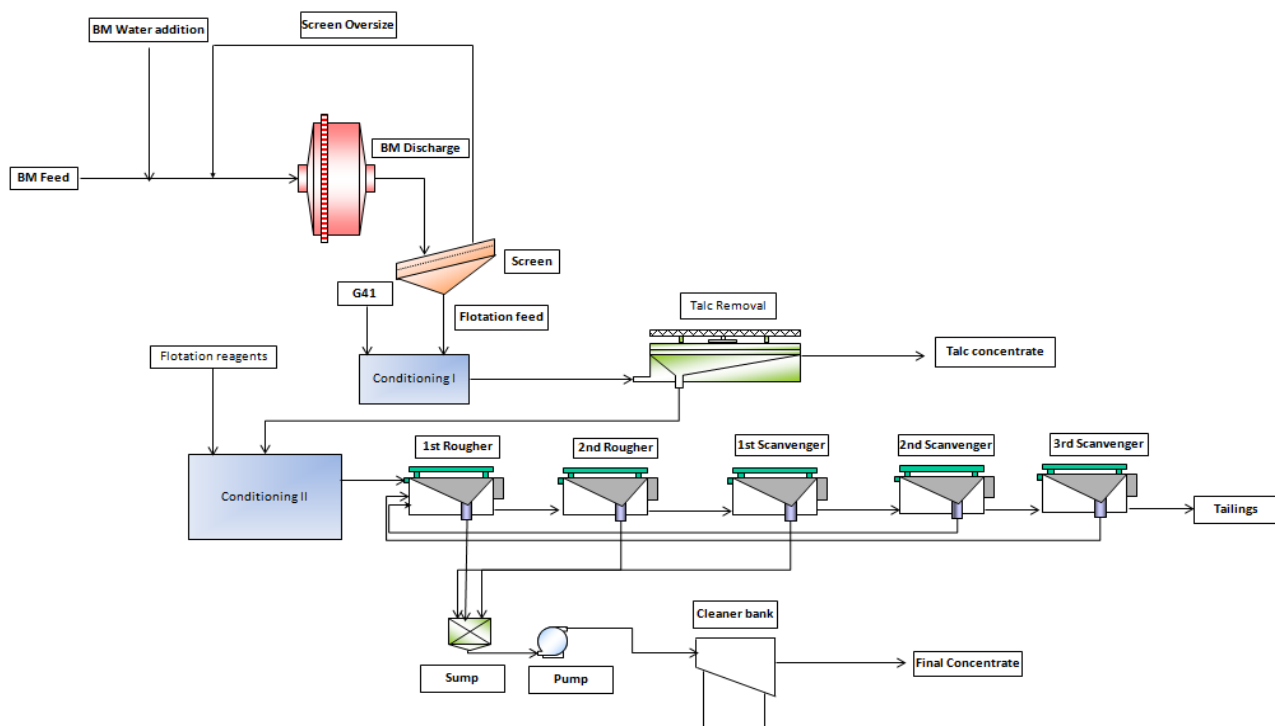 BM Water addition
Screen Oversize
BM Discharge
BM Feed
Screen
G41
Flotation feed
Talc Removal
Talc concentrate
Flotation reagents
Conditioning I
1st Rougher
2nd Rougher
1st Scanvenger
2nd Scanvenger
3rd Scanvenger
Conditioning II
Tailings
Cleaner bank
Sump
Pump
Final Concentrate